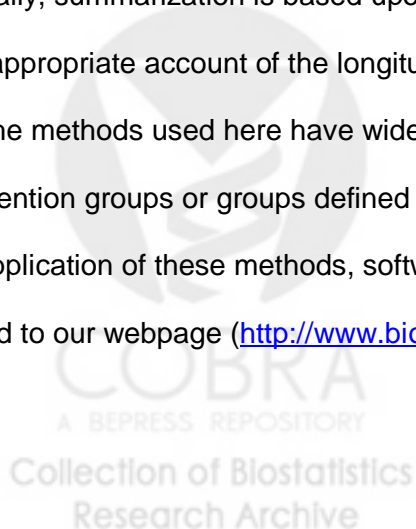 ally, summarization is based upo
appropriate account of the longitu
ne methods used here have wide
ention groups or groups defined
oplication of these methods, softw
d to our webpage (http://www.bio
COBRA
A BEPRESS REPOSITORY
Collection of Biostatistics
Research Archive